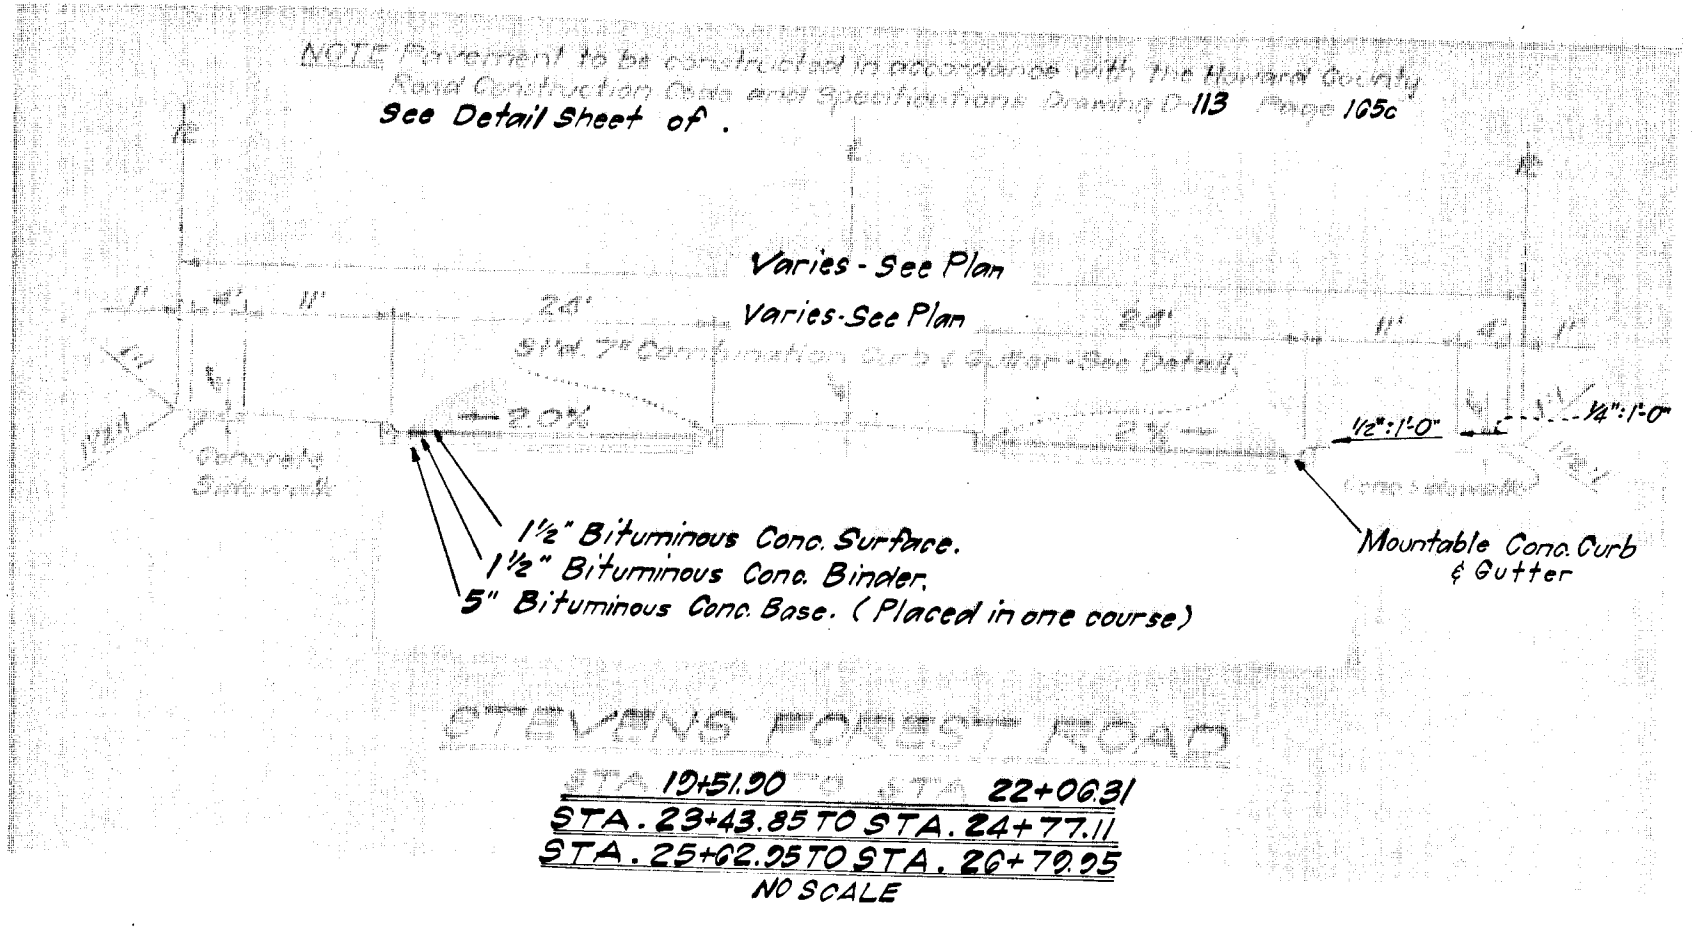 NOTE Pavement to be constructed in accordance with the Howard County
Road Construction Code and Specifications Drawing D-113 Page 165c
See Detail Sheet of .
Varies - See Plan
1' 4' 11' 24' Varies-See Plan 24' 11' 4' 1'
Std. 7" Combination Curb & Gutter - See Detail.
2.0% 2% 1/2":1'-0" 1/4":1'-0"
Concrete
Sidewalk
Conc. Sidewalk
1½" Bituminous Conc. Surface.
1½" Bituminous Conc. Binder.
5" Bituminous Conc. Base. (Placed in one course)
Mountable Conc. Curb
& Gutter
STEVENS FOREST ROAD
STA 19+51.90 TO STA 22+06.31
STA. 23+43.85 TO STA. 24+77.11
STA. 25+62.95 TO STA. 26+79.95
NO SCALE